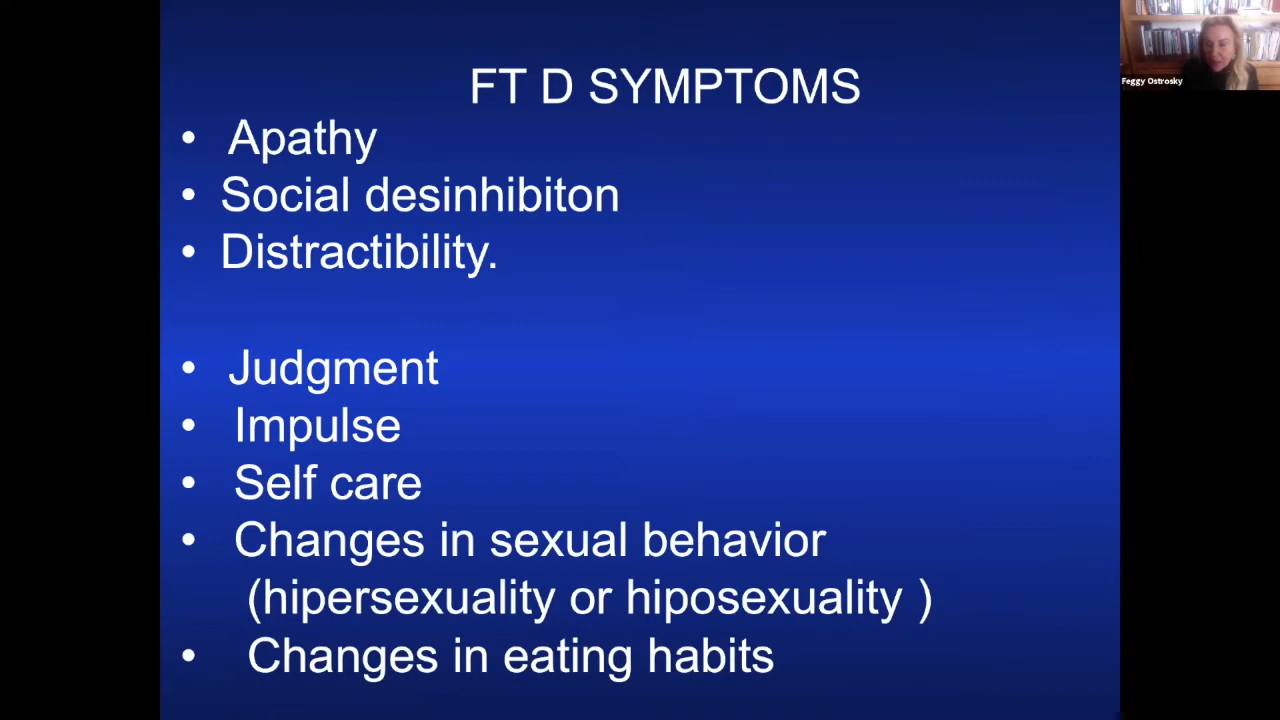 FT D SYMPTOMS
• Apathy
• Social desinhibiton
• Distractibility.
• Judgment
• Impulse
• Self care
• Changes in sexual behavior
(hipersexuality or hiposexuality )
• Changes in eating habits
Feggy Ostrosky